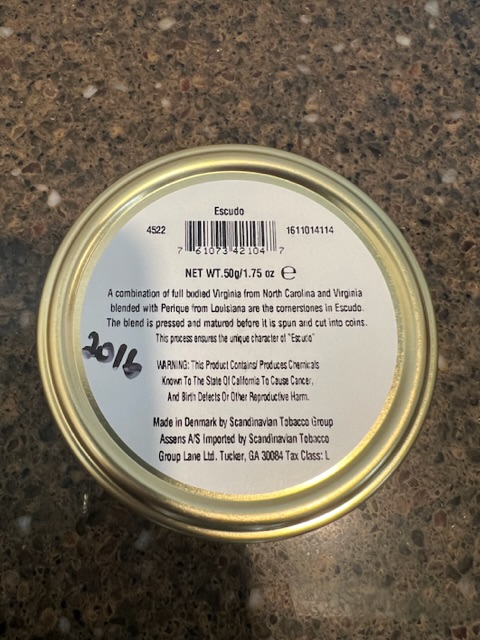 Escudo
4522
1611014114
7 61073 42104 7
NET WT.50g/1.75 oz ℮
A combination of full bodied Virginia from North Carolina and Virginia
blended with Perique from Louisiana are the cornerstones in Escudo.
The blend is pressed and matured before it is spun and cut into coins.
This process ensures the unique character of "Escudo"
2016
WARNING: This Product Contains/ Produces Chemicals
Known To The State Of California To Cause Cancer,
And Birth Defects Or Other Reproductive Harm.
Made in Denmark by Scandinavian Tobacco Group
Assens A/S Imported by Scandinavian Tobacco
Group Lane Ltd. Tucker, GA 30084 Tax Class: L